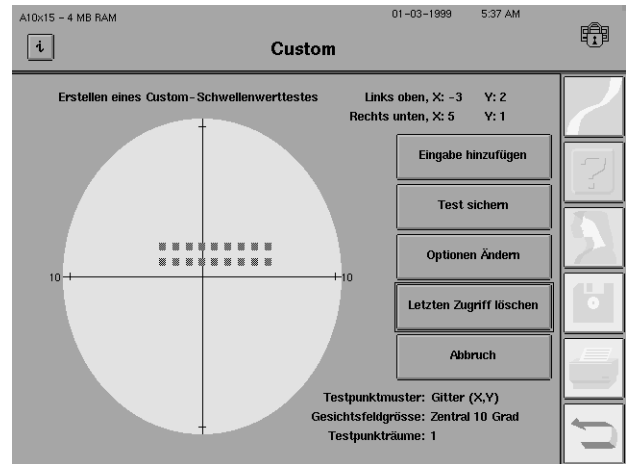 A10x15 - 4 MB RAM
01-03-1999 5:37 AM
i
Custom
Erstellen eines Custom-Schwellenwerttestes
Links oben, X: -3 Y: 2
Rechts unten, X: 5 Y: 1
Eingabe hinzufügen
Test sichern
Optionen Ändern
Letzten Zugriff löschen
Abbruch
10
10
?
Testpunktmuster: Gitter (X,Y)
Gesichtsfeldgrösse: Zentral 10 Grad
Testpunkträume: 1